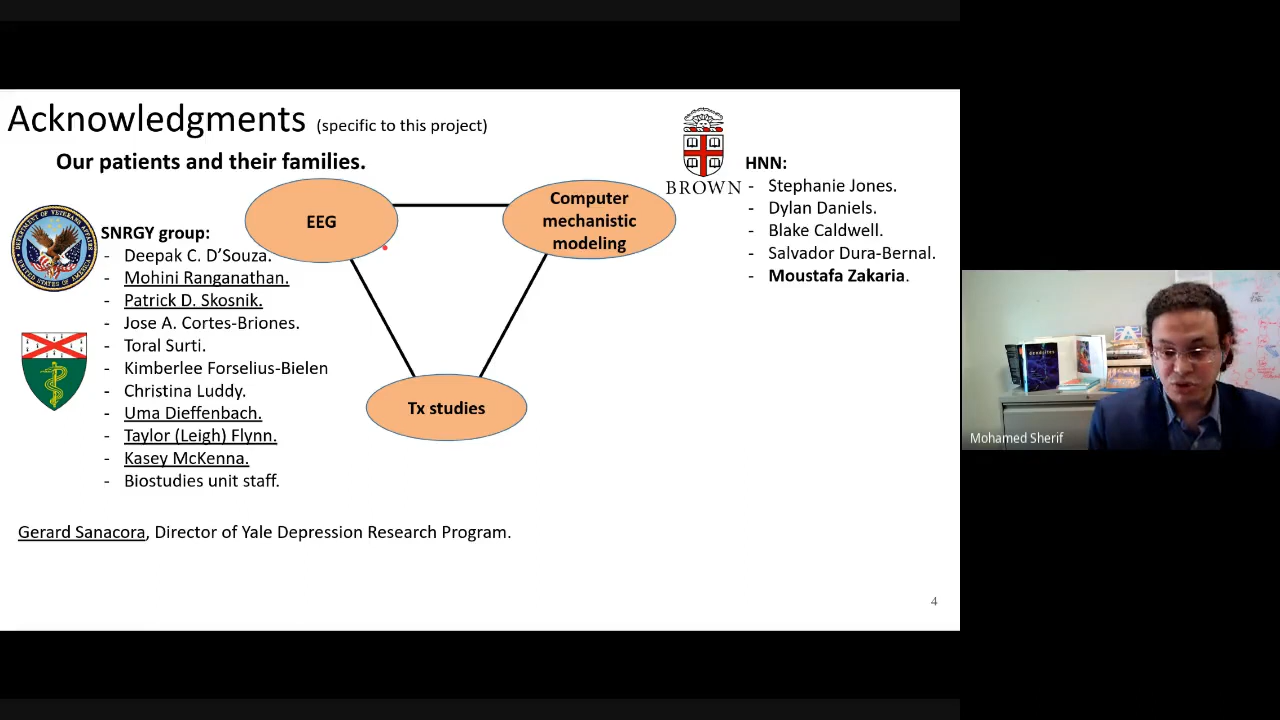 Acknowledgments (specific to this project)
Our patients and their families.
EEG
Computer
mechanistic
modeling
Tx studies
SNRGY group:
- Deepak C. D’Souza.
- Mohini Ranganathan.
- Patrick D. Skosnik.
- Jose A. Cortes-Briones.
- Toral Surti.
- Kimberlee Forselius-Bielen
- Christina Luddy.
- Uma Dieffenbach.
- Taylor (Leigh) Flynn.
- Kasey McKenna.
- Biostudies unit staff.
Gerard Sanacora, Director of Yale Depression Research Program.
BROWN
HNN:
- Stephanie Jones.
- Dylan Daniels.
- Blake Caldwell.
- Salvador Dura-Bernal.
- Moustafa Zakaria.
4
Mohamed Sherif